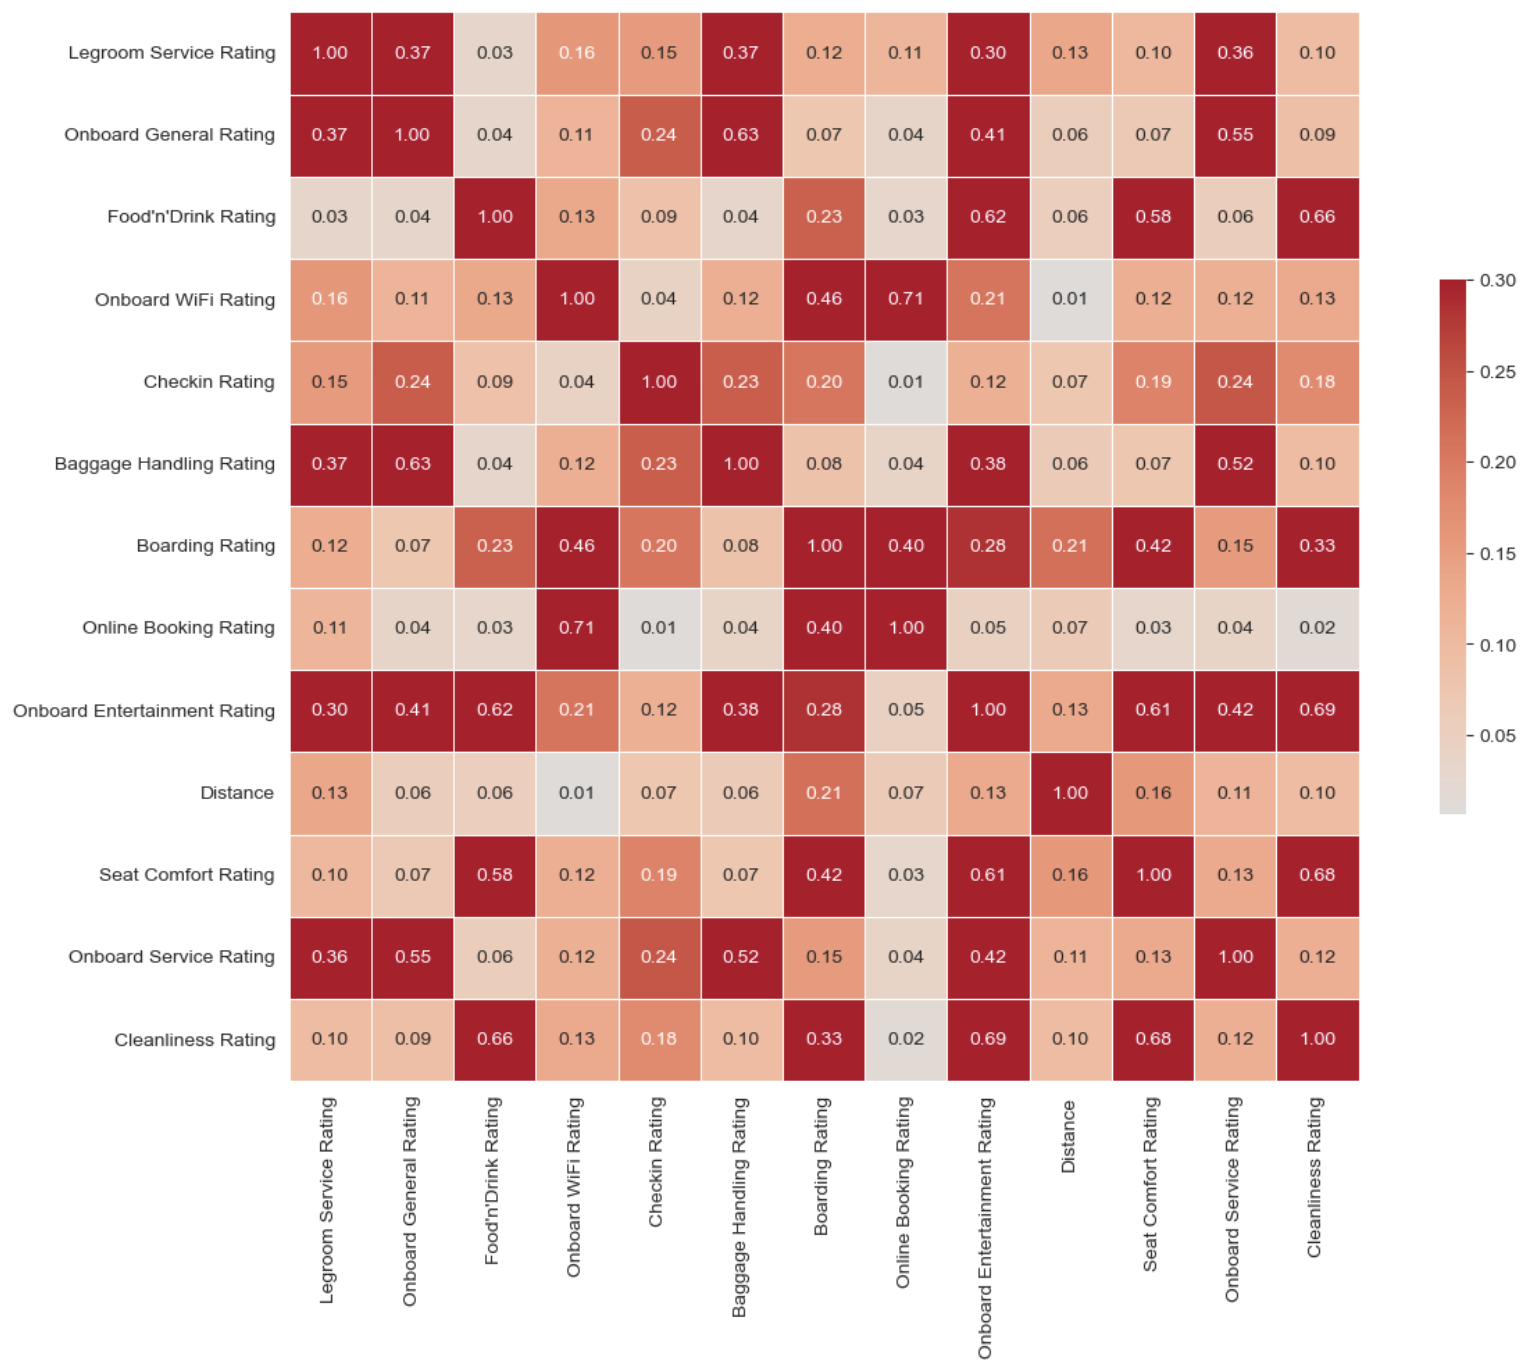 Legroom Service Rating 1.00 0.37 0.03 0.16 0.15 0.37 0.12 0.11 0.30 0.13 0.10 0.36 0.10
Onboard General Rating 0.37 1.00 0.04 0.11 0.24 0.63 0.07 0.04 0.41 0.06 0.07 0.55 0.09
Food'n'Drink Rating 0.03 0.04 1.00 0.13 0.09 0.04 0.23 0.03 0.62 0.06 0.58 0.06 0.66
Onboard WiFi Rating 0.16 0.11 0.13 1.00 0.04 0.12 0.46 0.71 0.21 0.01 0.12 0.12 0.13
Checkin Rating 0.15 0.24 0.09 0.04 1.00 0.23 0.20 0.01 0.12 0.07 0.19 0.24 0.18
Baggage Handling Rating 0.37 0.63 0.04 0.12 0.23 1.00 0.08 0.04 0.38 0.06 0.07 0.52 0.10
Boarding Rating 0.12 0.07 0.23 0.46 0.20 0.08 1.00 0.40 0.28 0.21 0.42 0.15 0.33
Online Booking Rating 0.11 0.04 0.03 0.71 0.01 0.04 0.40 1.00 0.05 0.07 0.03 0.04 0.02
Onboard Entertainment Rating 0.30 0.41 0.62 0.21 0.12 0.38 0.28 0.05 1.00 0.13 0.61 0.42 0.69
Distance 0.13 0.06 0.06 0.01 0.07 0.06 0.21 0.07 0.13 1.00 0.16 0.11 0.10
Seat Comfort Rating 0.10 0.07 0.58 0.12 0.19 0.07 0.42 0.03 0.61 0.16 1.00 0.13 0.68
Onboard Service Rating 0.36 0.55 0.06 0.12 0.24 0.52 0.15 0.04 0.42 0.11 0.13 1.00 0.12
Cleanliness Rating 0.10 0.09 0.66 0.13 0.18 0.10 0.33 0.02 0.69 0.10 0.68 0.12 1.00
Legroom Service Rating
Onboard General Rating
Food'n'Drink Rating
Onboard WiFi Rating
Checkin Rating
Baggage Handling Rating
Boarding Rating
Online Booking Rating
Onboard Entertainment Rating
Distance
Seat Comfort Rating
Onboard Service Rating
Cleanliness Rating
0.30
0.25
0.20
0.15
0.10
0.05